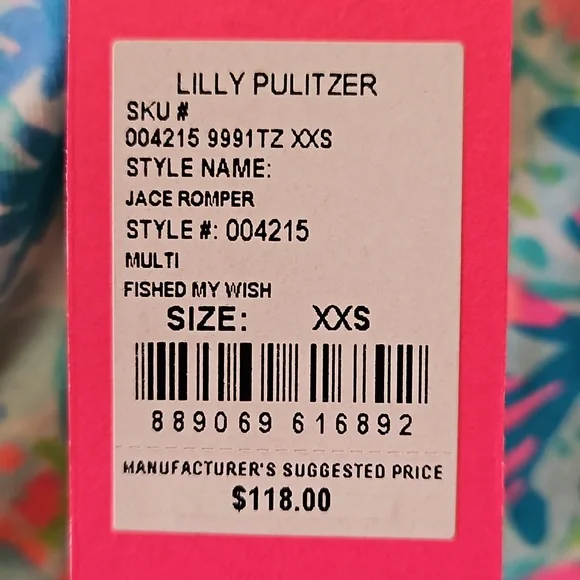 LILLY PULITZER
SKU #
004215 9991TZ XXS
STYLE NAME:
JACE ROMPER
STYLE #: 004215
MULTI
FISHED MY WISH
SIZE: XXS
889069 616892
MANUFACTURER'S SUGGESTED PRICE
$118.00